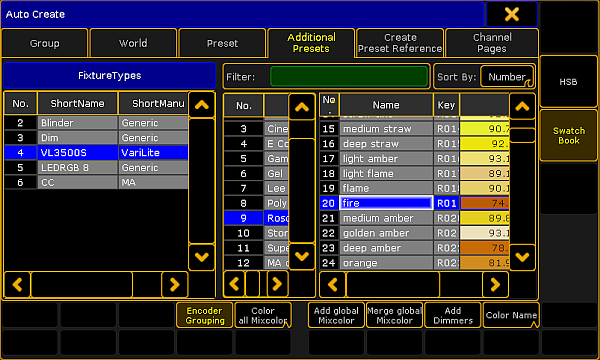 Auto Create
Group World Preset Additional Presets Create Preset Reference Channel Pages
FixtureTypes
Filter: Sort By: Number
HSB
Swatch Book
No. ShortName ShortManu
2 Blinder Generic
3 Dim Generic
4 VL3500S VariLite
5 LEDRGB 8 Generic
6 CC MA
No.
3 Cine
4 E Co
5 Gam
6 Gel
7 Lee
8 Poly
9 Rosc
10 Stor
11 Supe
12 MA
No. Name Key
15 medium straw R01 90.7
16 deep straw R01 92.
17 light amber R01 93.1
18 light flame R01 89.1
19 flame R01 90.1
20 fire R01 74.
21 medium amber R02 89.8
22 golden amber R02 93.1
23 deep amber R02 78.
24 orange R02 81.9
Encoder Grouping Color all Mixcolor Add global Mixcolor Merge global Mixcolor Add Dimmers Color Name